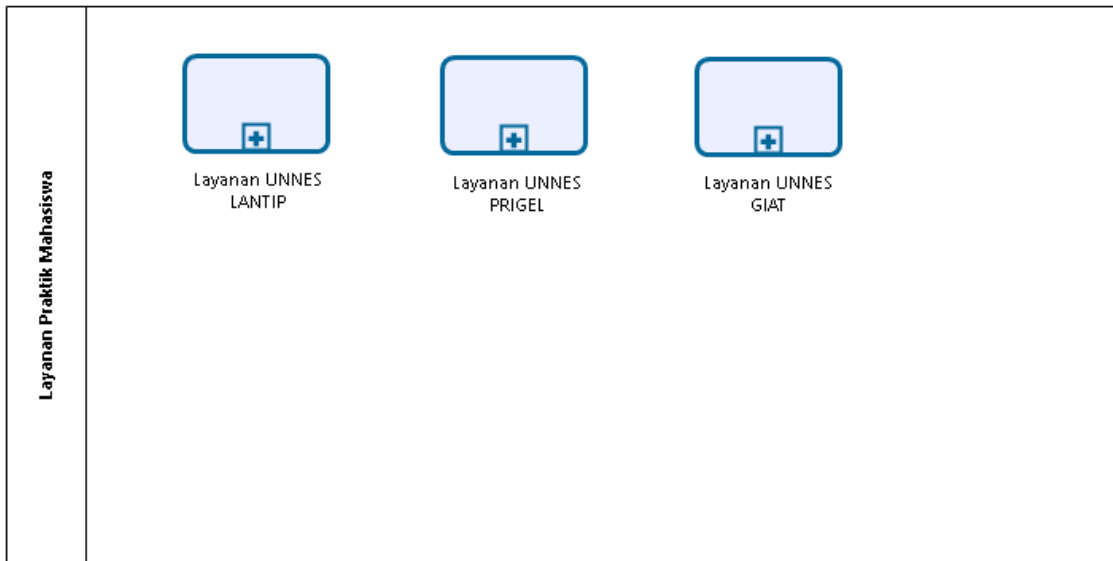 Layanan Praktik Mahasiswa
Layanan UNNES
LANTIP
Layanan UNNES
PRIGEL
Layanan UNNES
GIAT